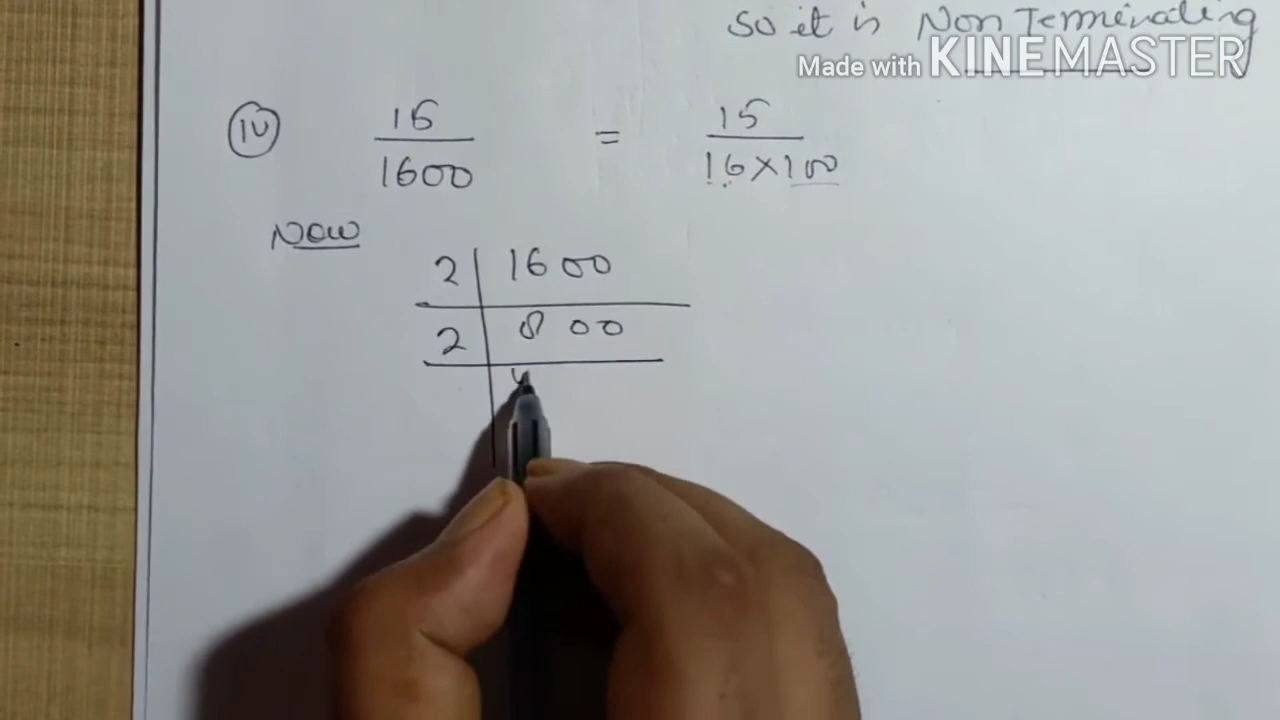 So it is Non Terminating
Made with KINEMASTER
(iv) 15/1600 = 15/16×100
Now
2 | 1600
2 | 800
4